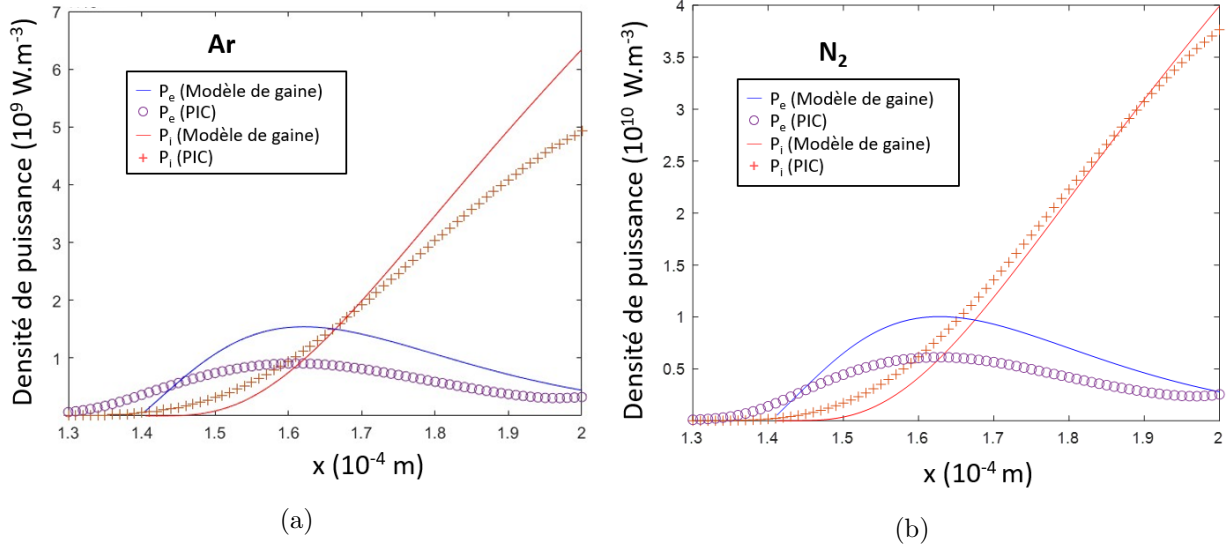 Densité de puissance (10⁹ W.m⁻³)
7
6
5
4
3
2
1
Ar
Pₑ (Modèle de gaine)
Pₑ (PIC)
Pᵢ (Modèle de gaine)
Pᵢ (PIC)
1.3 1.4 1.5 1.6 1.7 1.8 1.9 2
x (10⁻⁴ m)
(a)
Densité de puissance (10¹⁰ W.m⁻³)
4
3.5
3
2.5
2
1.5
1
0.5
N₂
Pₑ (Modèle de gaine)
Pₑ (PIC)
Pᵢ (Modèle de gaine)
Pᵢ (PIC)
1.3 1.4 1.5 1.6 1.7 1.8 1.9 2
x (10⁻⁴ m)
(b)